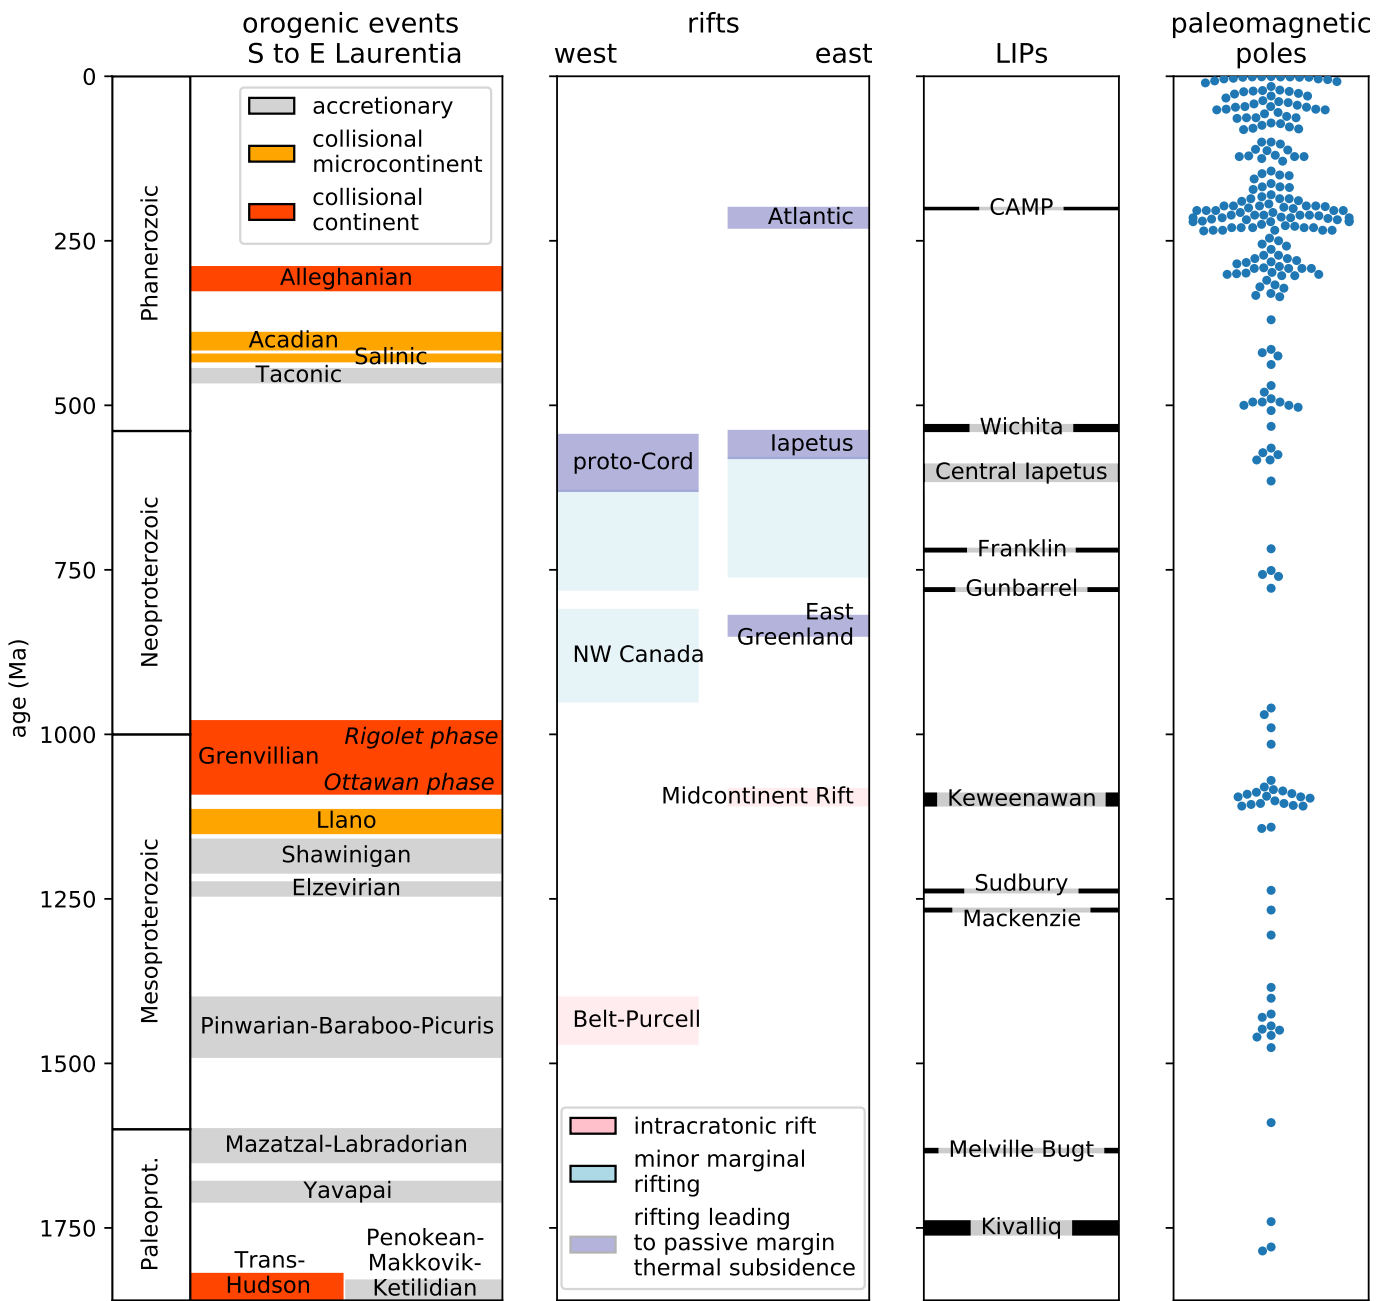 orogenic events
S to E Laurentia
rifts
west
east
LIPs
paleomagnetic
poles
age (Ma)
0
250
500
750
1000
1250
1500
1750
Phanerozoic
Neoproterozoic
Mesoproterozoic
Paleoprot.
accretionary
collisional
microcontinent
collisional
continent
Alleghanian
Acadian
Salinic
Taconic
Rigolet phase
Grenvillian
Ottawan phase
Llano
Shawinigan
Elzevirian
Pinwarian-Baraboo-Picuris
Mazatzal-Labradorian
Yavapai
Trans-
Hudson
Penokean-
Makkovik-
Ketilidian
Atlantic
Iapetus
proto-Cord
East
Greenland
NW Canada
Midcontinent Rift
Belt-Purcell
intracratonic rift
minor marginal
rifting
rifting leading
to passive margin
thermal subsidence
CAMP
Wichita
Central Iapetus
Franklin
Gunbarrel
Keweenawan
Sudbury
Mackenzie
Melville Bugt
Kivalliq